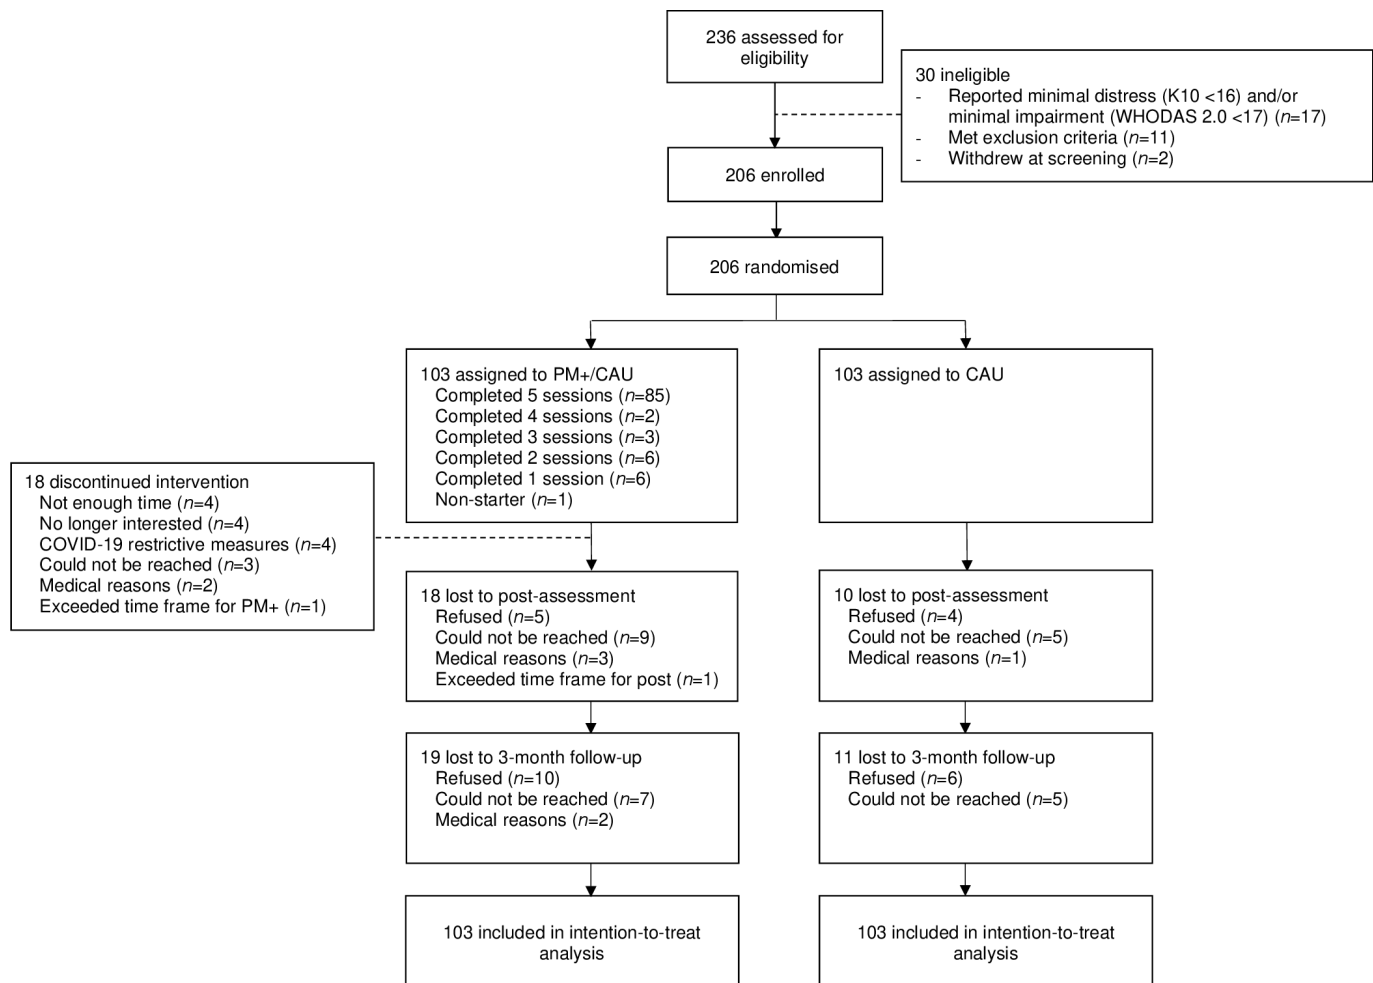 236 assessed for
eligibility
30 ineligible
- Reported minimal distress (K10 <16) and/or
minimal impairment (WHODAS 2.0 <17) (n=17)
- Met exclusion criteria (n=11)
- Withdrew at screening (n=2)
206 enrolled
206 randomised
103 assigned to PM+/CAU
Completed 5 sessions (n=85)
Completed 4 sessions (n=2)
Completed 3 sessions (n=3)
Completed 2 sessions (n=6)
Completed 1 session (n=6)
Non-starter (n=1)
103 assigned to CAU
18 discontinued intervention
Not enough time (n=4)
No longer interested (n=4)
COVID-19 restrictive measures (n=4)
Could not be reached (n=3)
Medical reasons (n=2)
Exceeded time frame for PM+ (n=1)
18 lost to post-assessment
Refused (n=5)
Could not be reached (n=9)
Medical reasons (n=3)
Exceeded time frame for post (n=1)
10 lost to post-assessment
Refused (n=4)
Could not be reached (n=5)
Medical reasons (n=1)
19 lost to 3-month follow-up
Refused (n=10)
Could not be reached (n=7)
Medical reasons (n=2)
11 lost to 3-month follow-up
Refused (n=6)
Could not be reached (n=5)
103 included in intention-to-treat
analysis
103 included in intention-to-treat
analysis